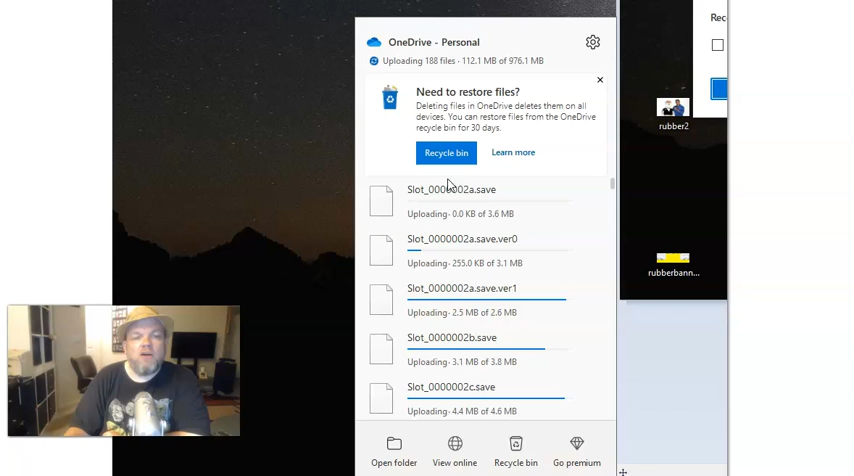 OneDrive - Personal
Uploading 188 files - 112.1 MB of 976.1 MB
Need to restore files?
Deleting files in OneDrive deletes them on all
devices. You can restore files from the OneDrive
recycle bin for 30 days.
Recycle bin
Learn more
Slot_0000002a.save
Uploading· 0.0 KB of 3.6 MB
Slot_0000002a.save.ver0
Uploading· 255.0 KB of 3.1 MB
Slot_0000002a.save.ver1
Uploading· 2.5 MB of 2.6 MB
Slot_0000002b.save
Uploading· 3.1 MB of 3.8 MB
Slot_0000002c.save
Uploading· 4.4 MB of 4.6 MB
Open folder
View online
Recycle bin
Go premium
Rec
rubber2
rubberbann...